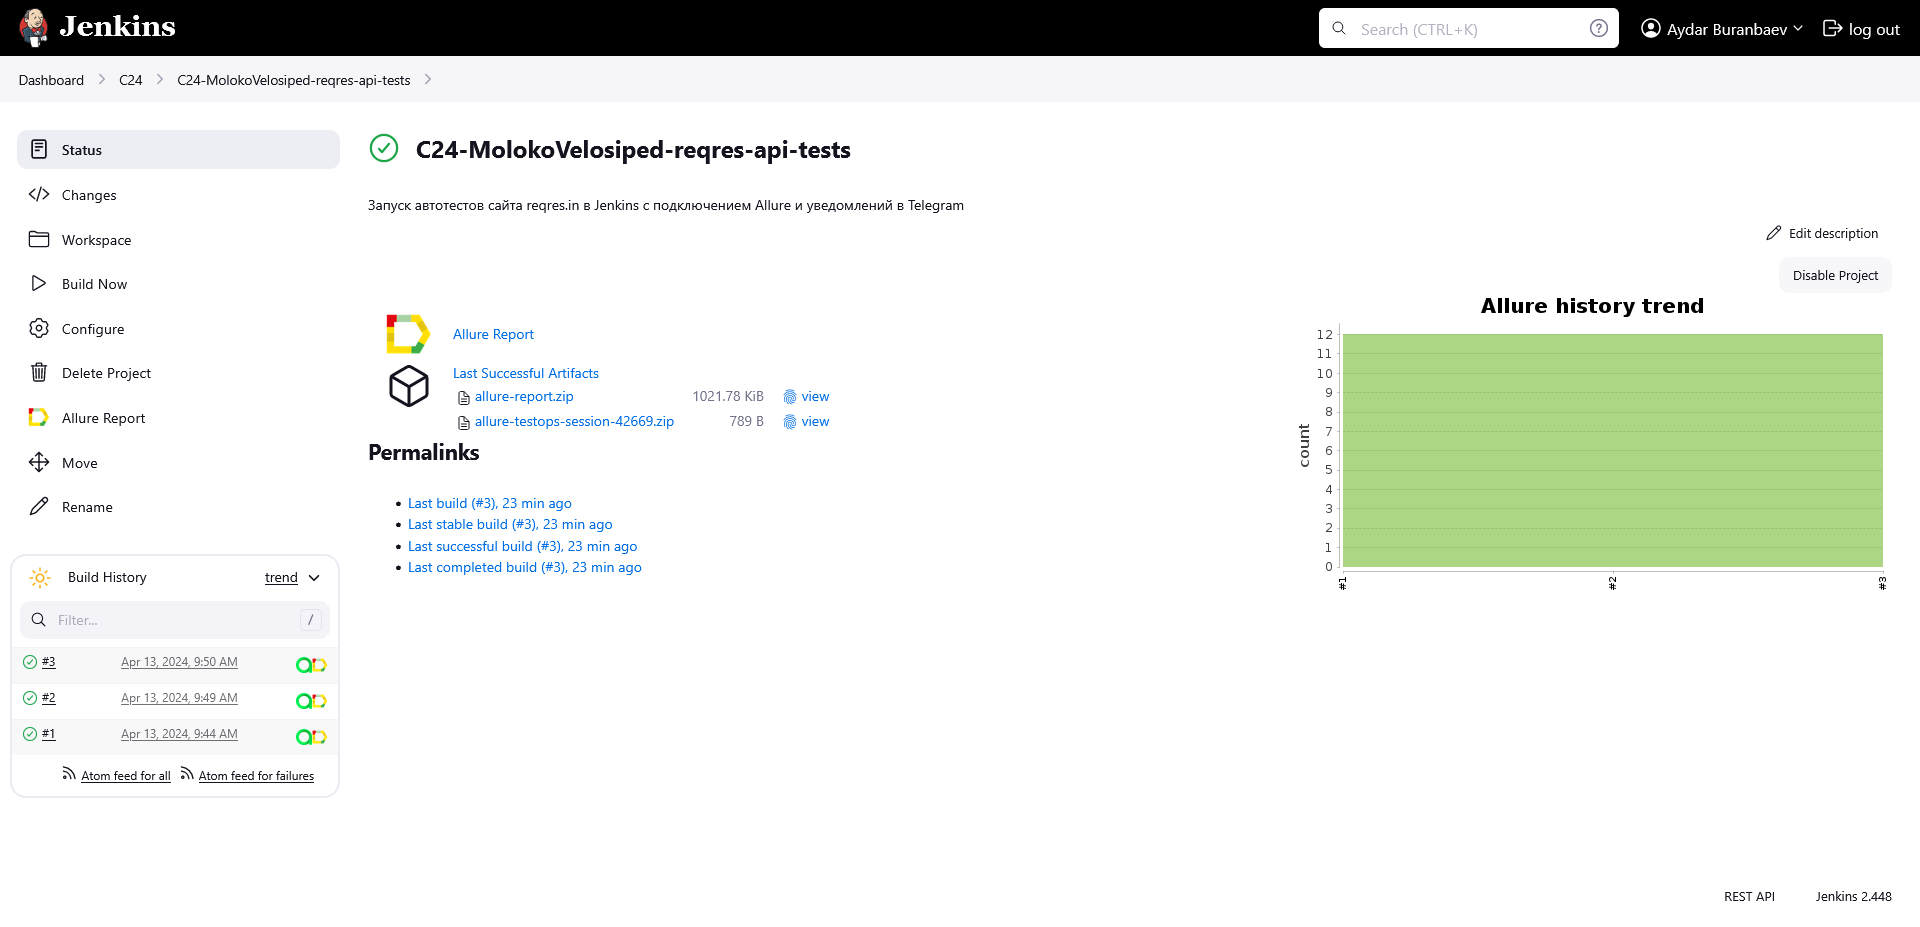 Jenkins
Search (CTRL+K)
?
Aydar Buranbaev
log out
Dashboard
C24
C24-MolokoVelosiped-reqres-api-tests
Status
Changes
Workspace
Build Now
Configure
Delete Project
Allure Report
Move
Rename
Build History
trend
Filter...
/
#3
Apr 13, 2024, 9:50 AM
#2
Apr 13, 2024, 9:49 AM
#1
Apr 13, 2024, 9:44 AM
Atom feed for all
Atom feed for failures
C24-MolokoVelosiped-reqres-api-tests
Запуск автотестов сайта reqres.in в Jenkins с подключением Allure и уведомлений в Telegram
Edit description
Disable Project
Allure Report
Last Successful Artifacts
allure-report.zip 1021.78 KiB view
allure-testops-session-42669.zip 789 B view
Permalinks
Last build (#3), 23 min ago
Last stable build (#3), 23 min ago
Last successful build (#3), 23 min ago
Last completed build (#3), 23 min ago
Allure history trend
count
12
11
10
9
8
7
6
5
4
3
2
1
0
#1
#2
#3
REST API
Jenkins 2.448